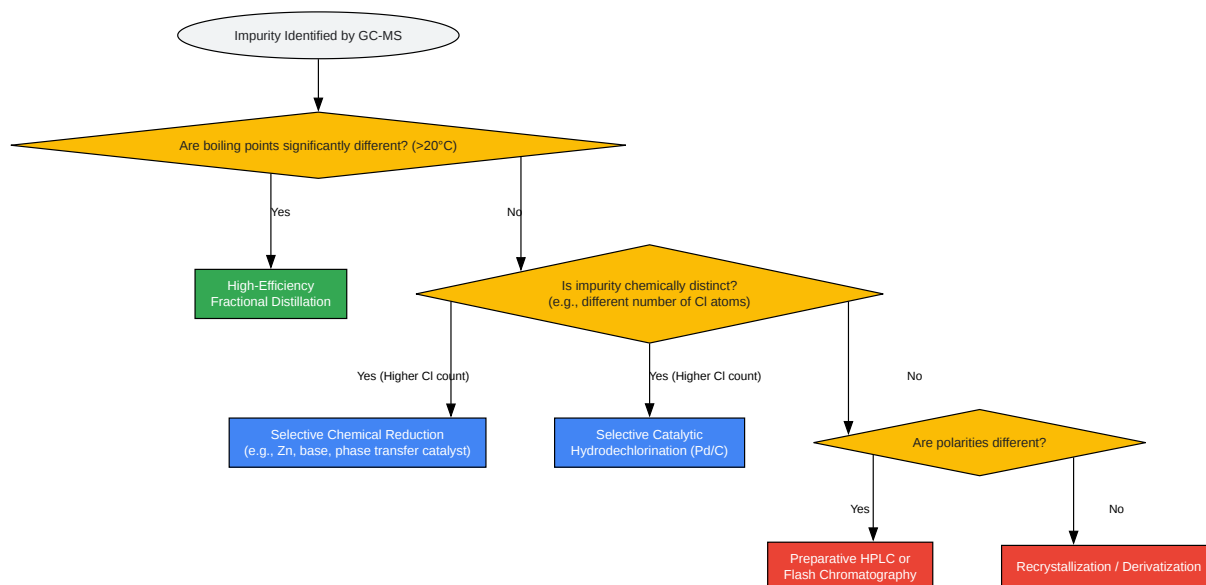 Impurity Identified by GC-MS
Are boiling points significantly different? (>20°C)
Yes
No
High-Efficiency
Fractional Distillation
Is impurity chemically distinct?
(e.g., different number of Cl atoms)
Yes (Higher Cl count)
Yes (Higher Cl count)
No
Selective Chemical Reduction
(e.g., Zn, base, phase transfer catalyst)
Selective Catalytic
Hydrodechlorination (Pd/C)
Are polarities different?
Yes
No
Preparative HPLC or
Flash Chromatography
Recrystallization / Derivatization